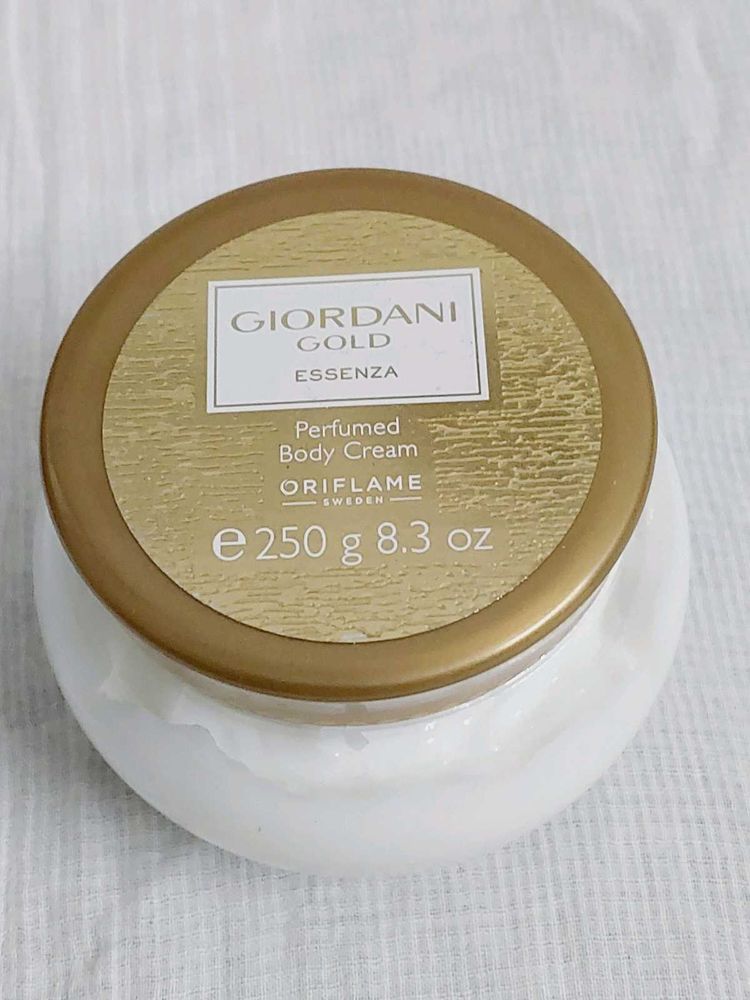 GIORDANI
GOLD
ESSENZA
Perfumed
Body Cream
ORIFLAME
SWEDEN
℮ 250 g 8.3 oz